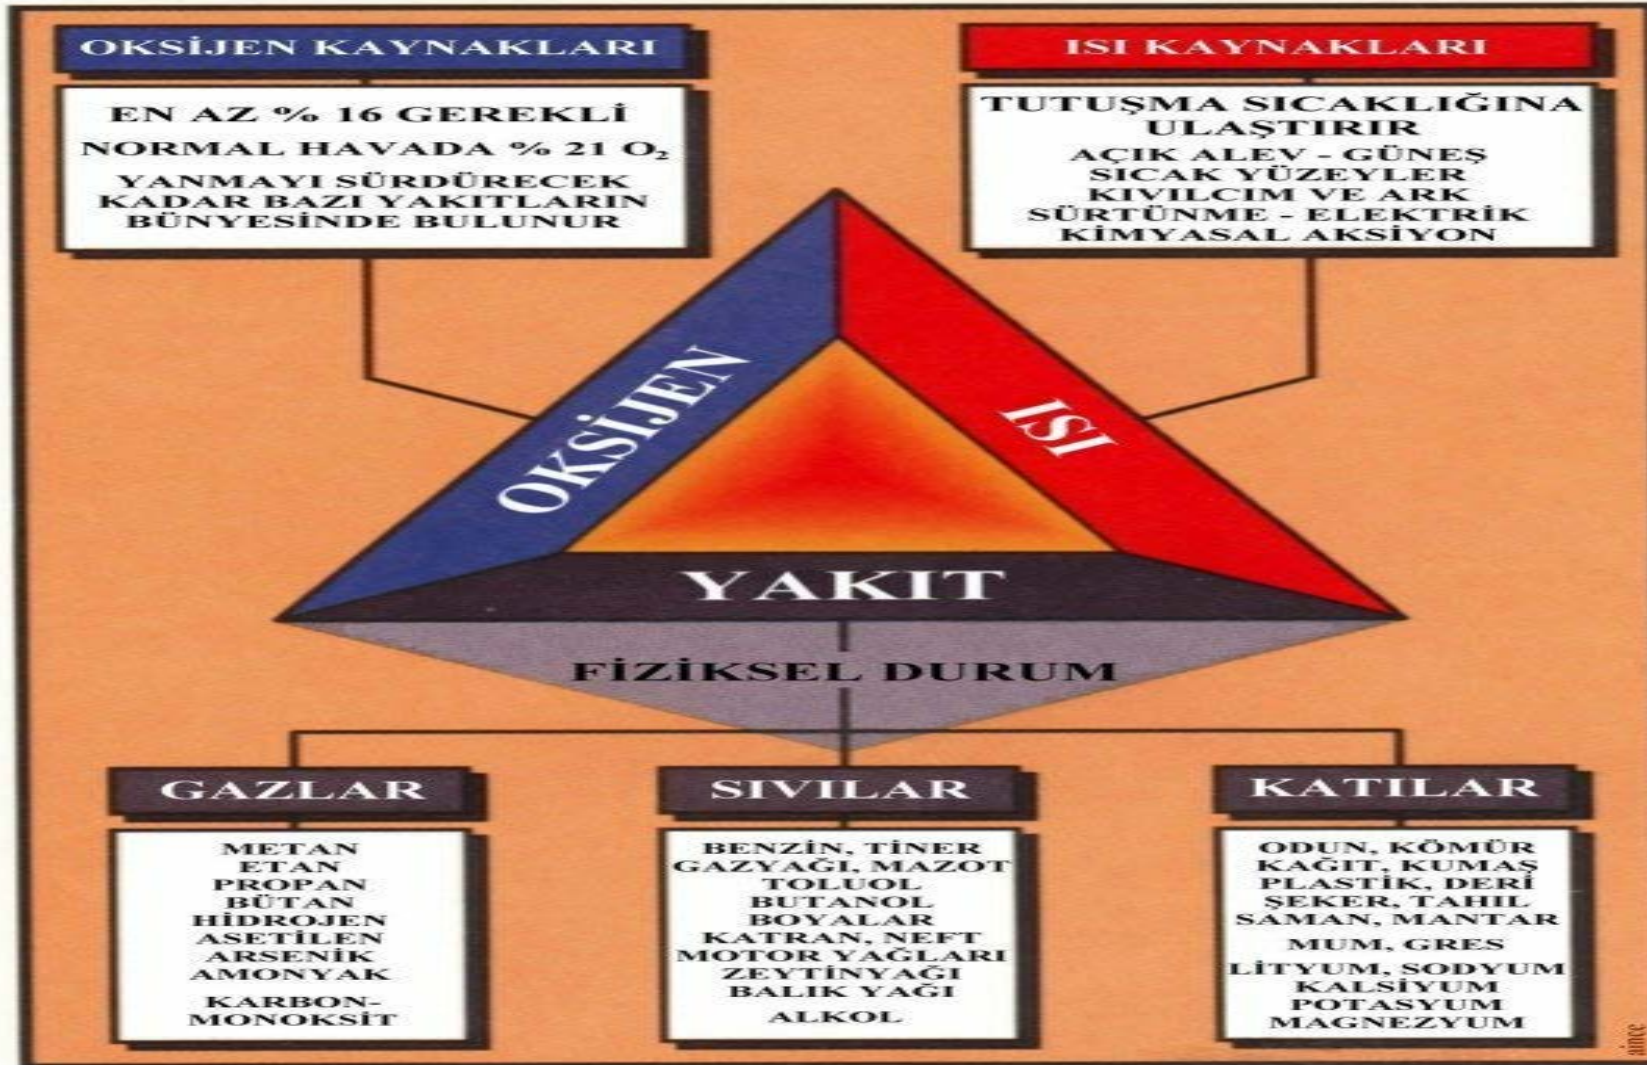 OKSİJEN KAYNAKLARI
EN AZ % 16 GEREKLİ
NORMAL HAVADA % 21 O₂
YANMAYI SÜRDÜRECEK
KADAR BAZI YAKITLARIN
BÜNYESİNDE BULUNUR
ISI KAYNAKLARI
TUTUŞMA SICAKLIĞINA
ULAŞTIRIR
AÇIK ALEV - GÜNEŞ
SICAK YÜZEYLER
KIVILCIM VE ARK
SÜRTÜNME - ELEKTRİK
KİMYASAL AKSİYON
OKSİJEN
ISI
YAKIT
FİZİKSEL DURUM
GAZLAR
METAN
ETAN
PROPAN
BÜTAN
HİDROJEN
ASETİLEN
ARSENİK
AMONYAK
KARBON-
MONOKSİT
SIVILAR
BENZİN, TİNER
GAZYAĞI, MAZOT
TOLUOL
BUTANOL
BOYALAR
KATRAN, NEFT
MOTOR YAĞLARI
ZEYTİNYAĞI
BALIK YAĞI
ALKOL
KATILAR
ODUN, KÖMÜR
KAĞIT, KUMAŞ
PLASTİK, DERİ
ŞEKER, TAHIL
SAMAN, MANTAR
MUM, GRES
LİTYUM, SODYUM
KALSİYUM
POTASYUM
MAGNEZYUM
aince